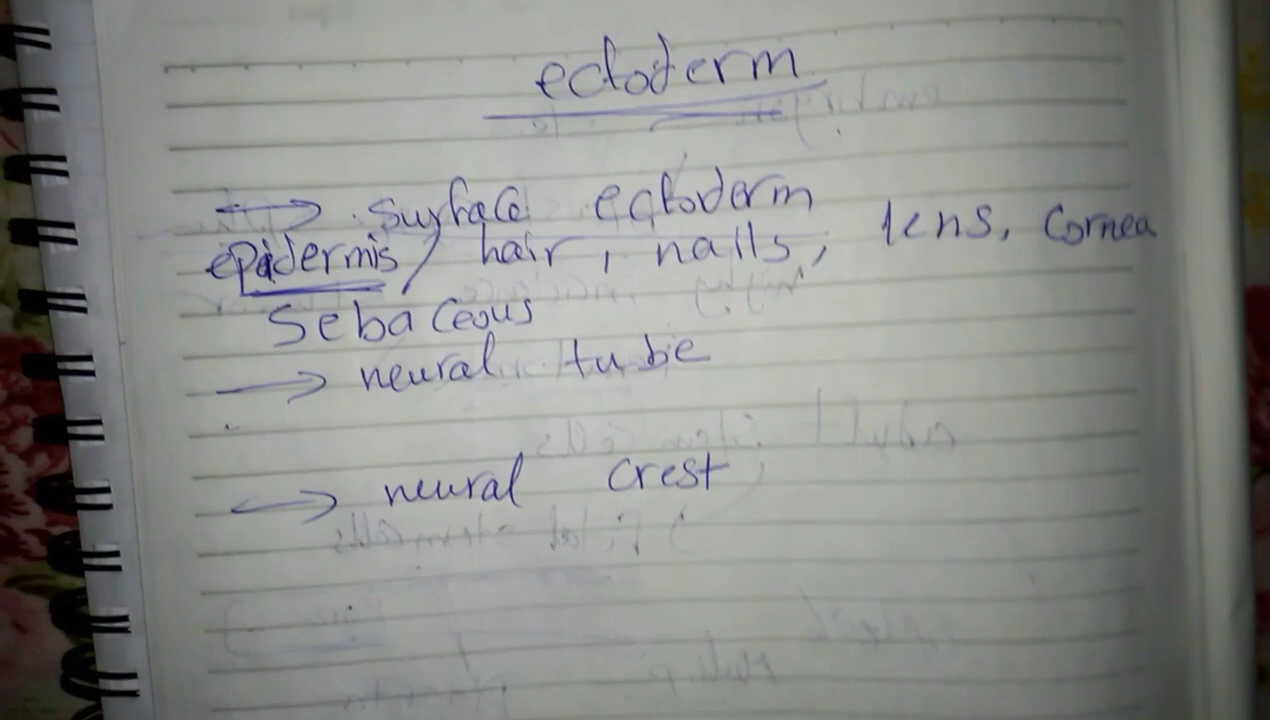 ectoderm
→ surface ectoderm
epidermis, hair, nails, lens, cornea
Sebaceous
→ neural tube
→ neural crest